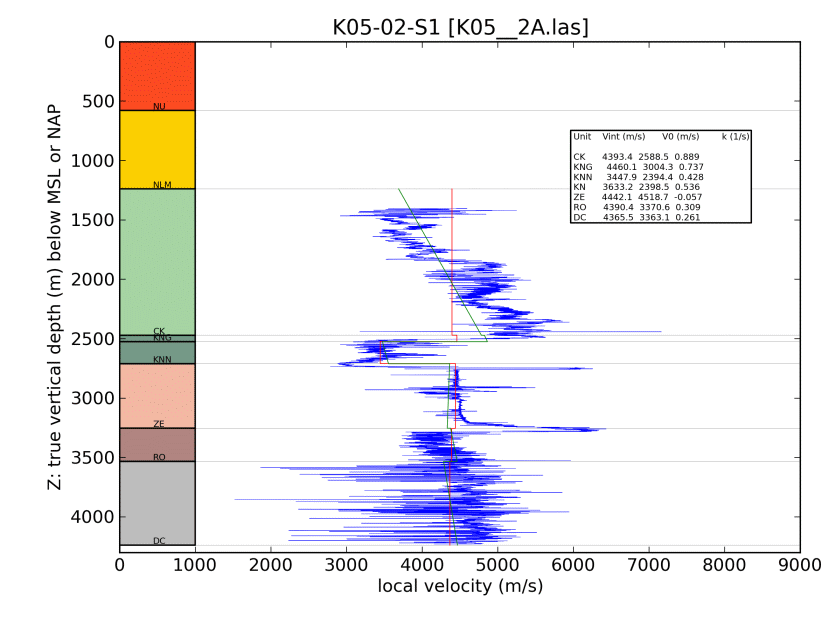 K05-02-S1 [K05__2A.las]
0
500
1000
1500
2000
2500
3000
3500
4000
Z: true vertical depth (m) below MSL or NAP
NU
NLM
CK
KNG
KNN
ZE
RO
DC
Unit Vint (m/s) V0 (m/s) k (1/s)
CK 4393.4 2588.5 0.889
KNG 4460.1 3004.3 0.737
KNN 3447.9 2394.4 0.428
KN 3633.2 2398.5 0.536
ZE 4442.1 4518.7 -0.057
RO 4390.4 3370.6 0.309
DC 4365.5 3363.1 0.261
0 1000 2000 3000 4000 5000 6000 7000 8000 9000
local velocity (m/s)